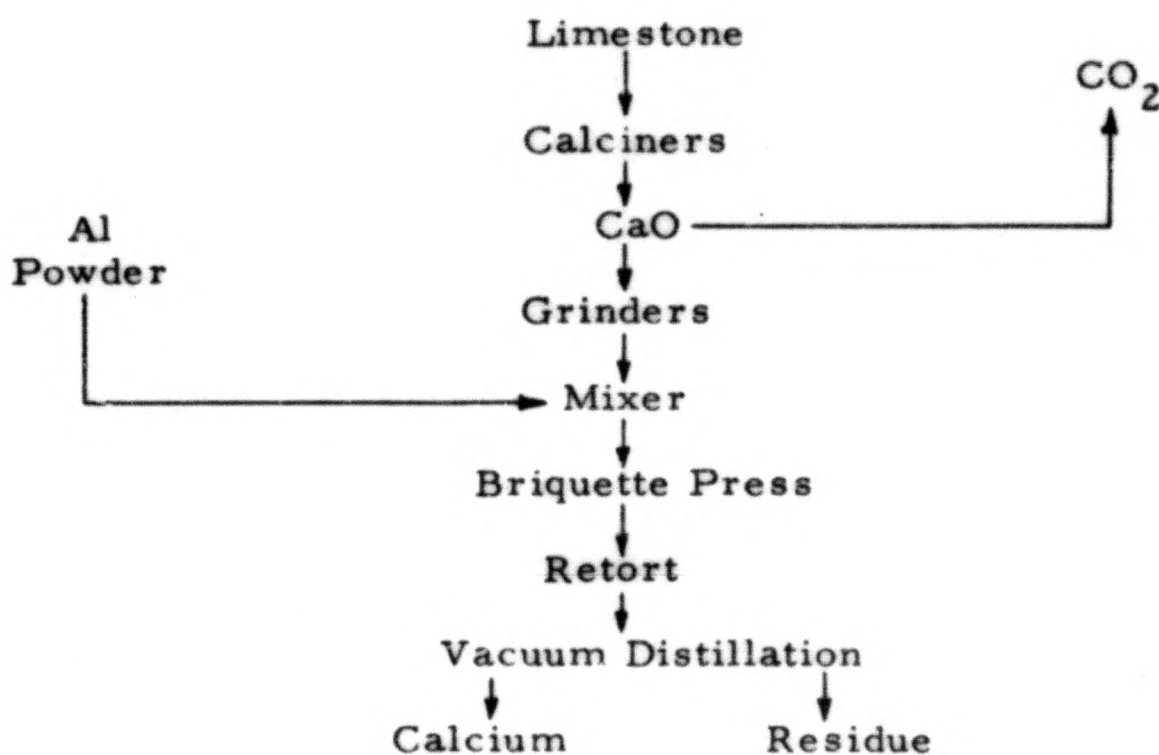 Limestone
CO₂
Calciners
Al
Powder
CaO
Grinders
Mixer
Briquette Press
Retort
Vacuum Distillation
Calcium
Residue